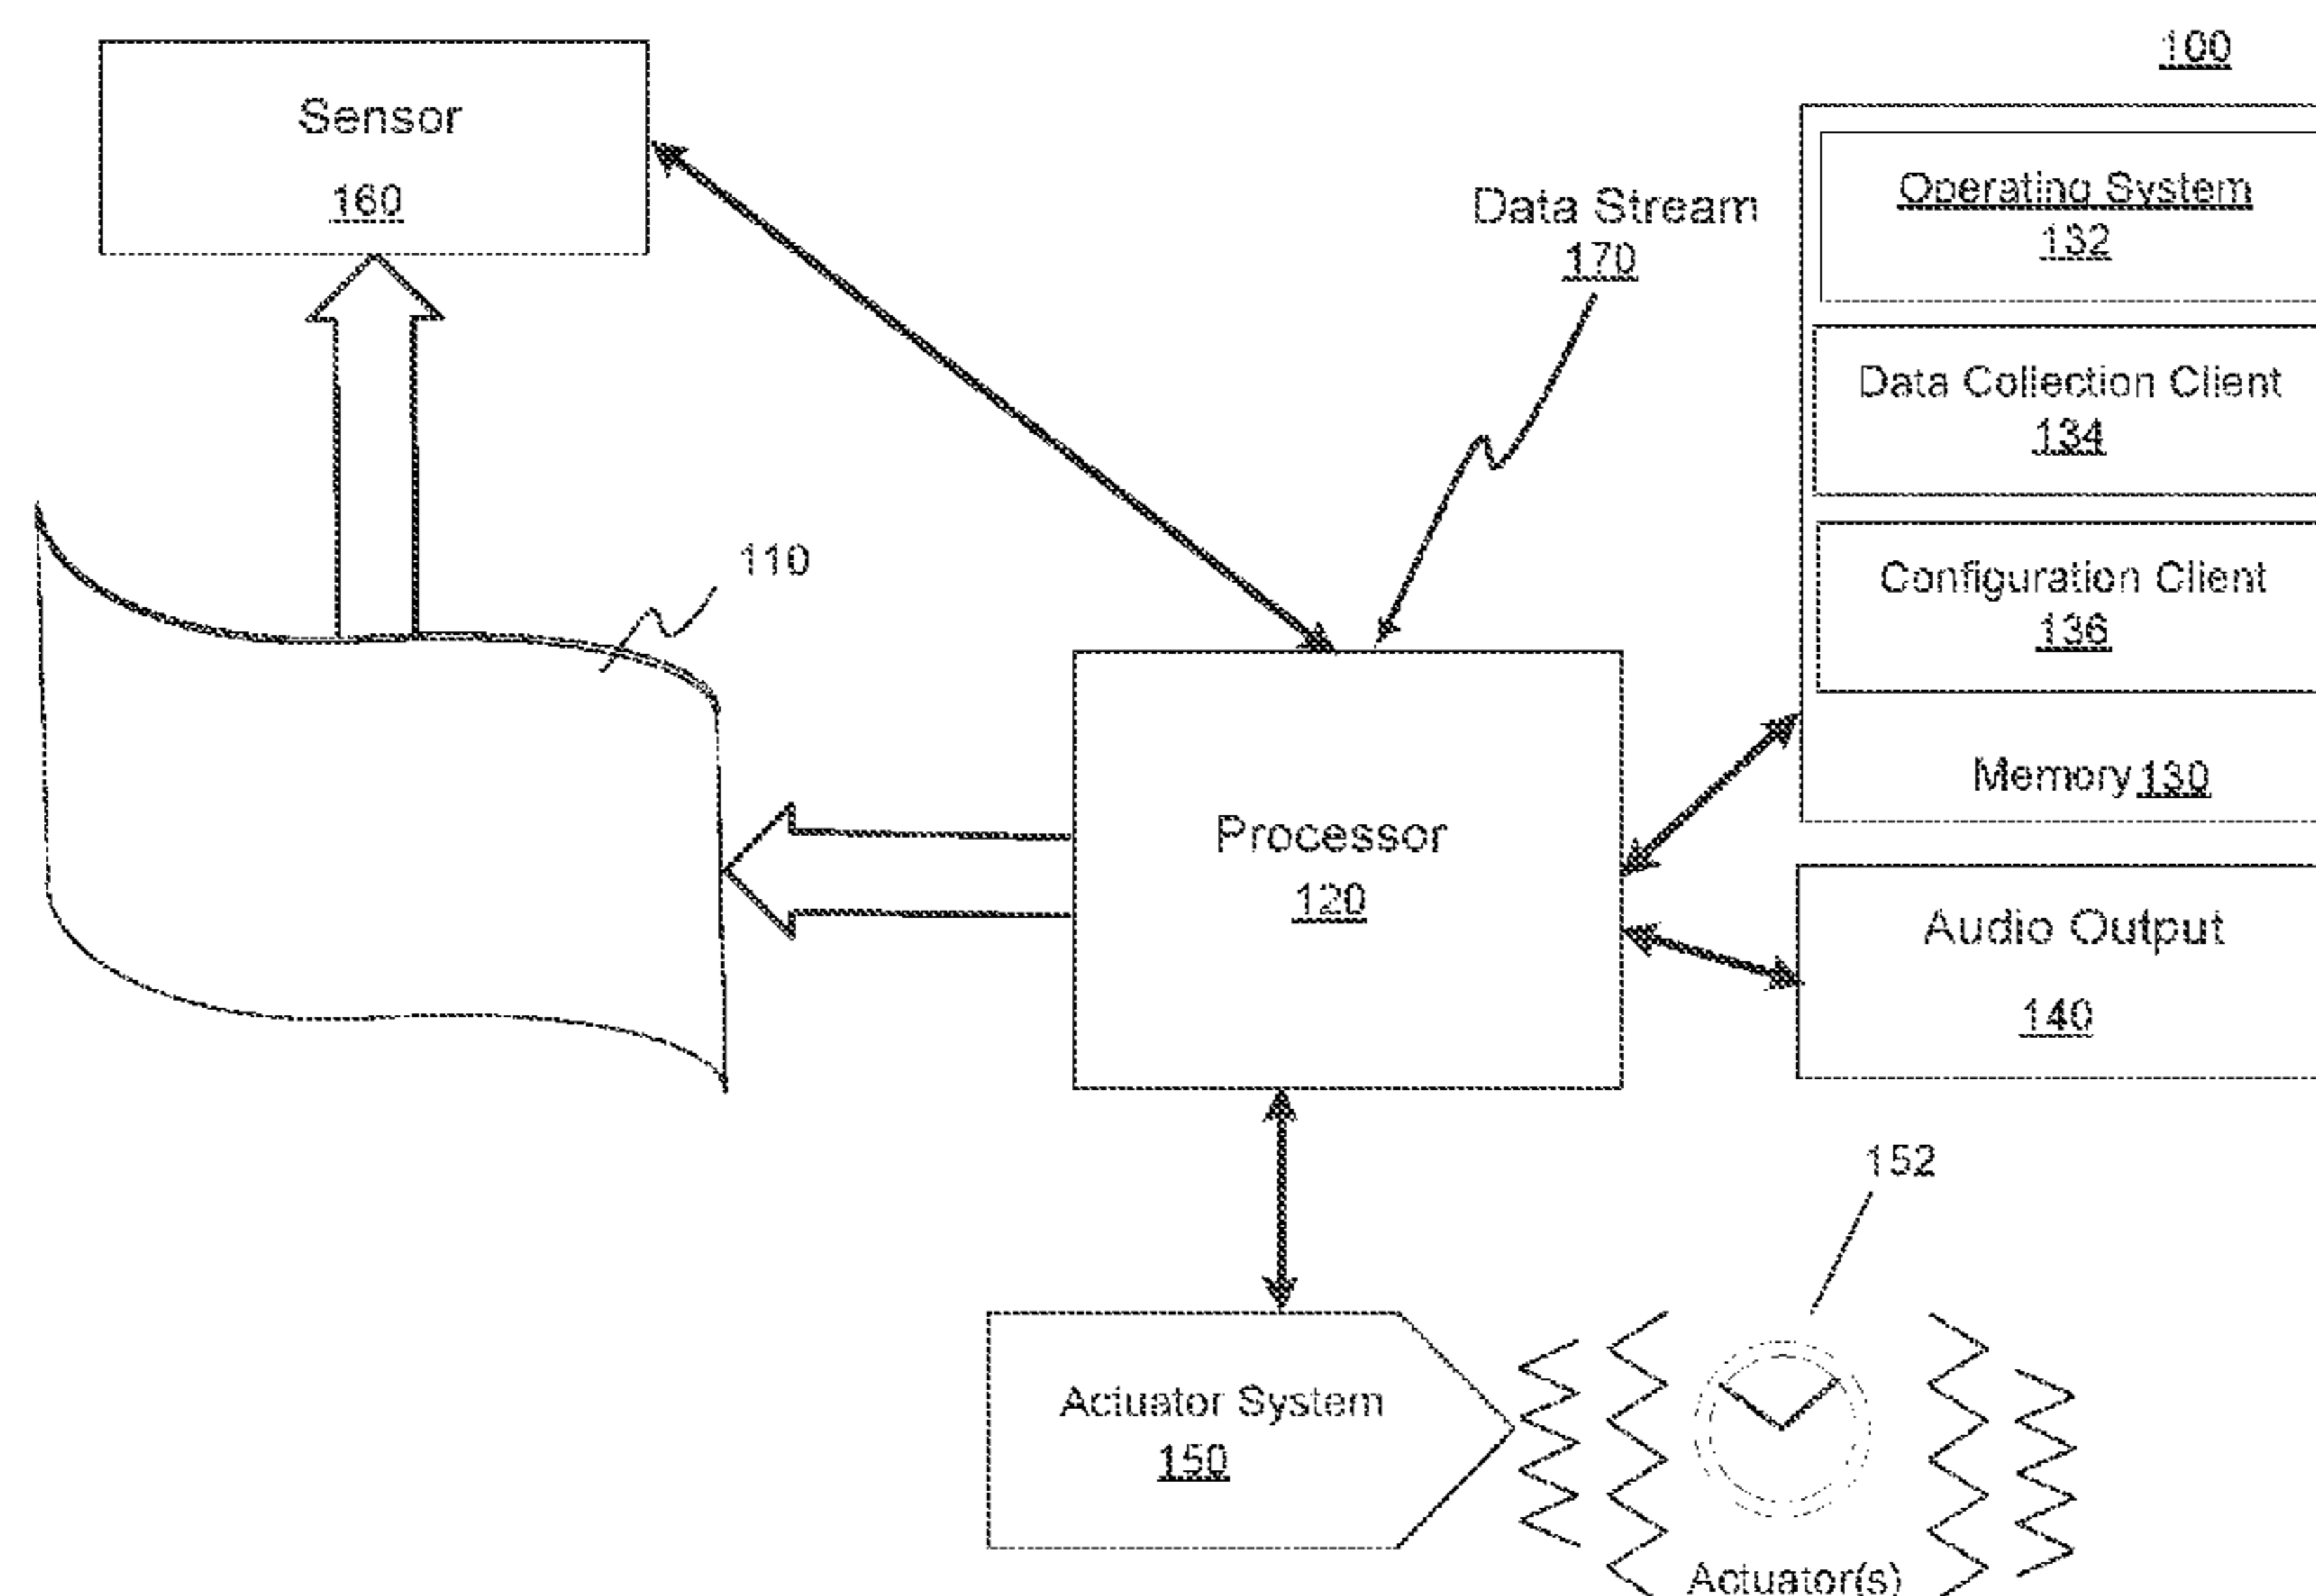 100
Sensor
160
Operating System
132
Data Stream
170
Data Collection Client
134
110
Configuration Client
136
Memory 130
Processor
120
Audio Output
140
152
Actuator System
150
Actuator(s)